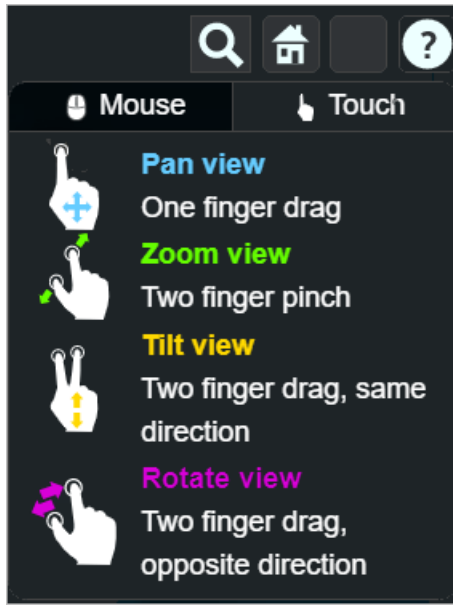 ?
Mouse
Touch
Pan view
One finger drag
Zoom view
Two finger pinch
Tilt view
Two finger drag, same
direction
Rotate view
Two finger drag,
opposite direction